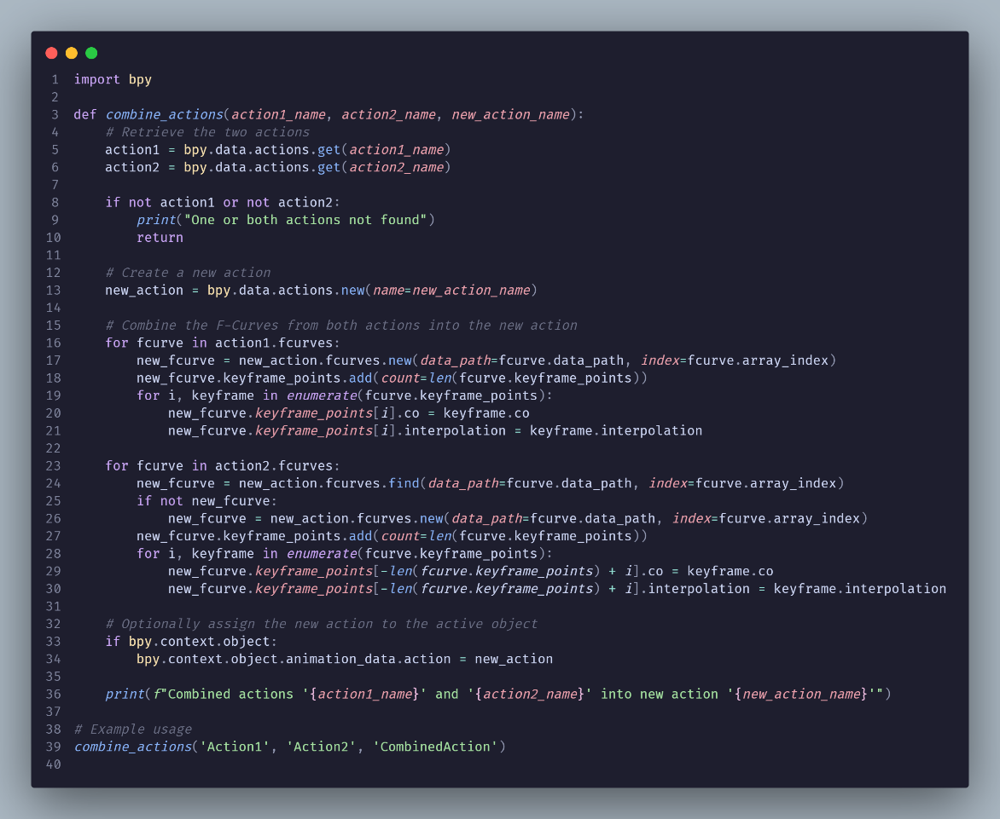 1 import bpy
2
3 def combine_actions(action1_name, action2_name, new_action_name):
4     # Retrieve the two actions
5     action1 = bpy.data.actions.get(action1_name)
6     action2 = bpy.data.actions.get(action2_name)
7
8     if not action1 or not action2:
9         print("One or both actions not found")
10         return
11
12     # Create a new action
13     new_action = bpy.data.actions.new(name=new_action_name)
14
15     # Combine the F-Curves from both actions into the new action
16     for fcurve in action1.fcurves:
17         new_fcurve = new_action.fcurves.new(data_path=fcurve.data_path, index=fcurve.array_index)
18         new_fcurve.keyframe_points.add(count=len(fcurve.keyframe_points))
19         for i, keyframe in enumerate(fcurve.keyframe_points):
20             new_fcurve.keyframe_points[i].co = keyframe.co
21             new_fcurve.keyframe_points[i].interpolation = keyframe.interpolation
22
23     for fcurve in action2.fcurves:
24         new_fcurve = new_action.fcurves.find(data_path=fcurve.data_path, index=fcurve.array_index)
25         if not new_fcurve:
26             new_fcurve = new_action.fcurves.new(data_path=fcurve.data_path, index=fcurve.array_index)
27         new_fcurve.keyframe_points.add(count=len(fcurve.keyframe_points))
28         for i, keyframe in enumerate(fcurve.keyframe_points):
29             new_fcurve.keyframe_points[-len(fcurve.keyframe_points) + i].co = keyframe.co
30             new_fcurve.keyframe_points[-len(fcurve.keyframe_points) + i].interpolation = keyframe.interpolation
31
32     # Optionally assign the new action to the active object
33     if bpy.context.object:
34         bpy.context.object.animation_data.action = new_action
35
36     print(f"Combined actions '{action1_name}' and '{action2_name}' into new action '{new_action_name}'")
37
38 # Example usage
39 combine_actions('Action1', 'Action2', 'CombinedAction')
40